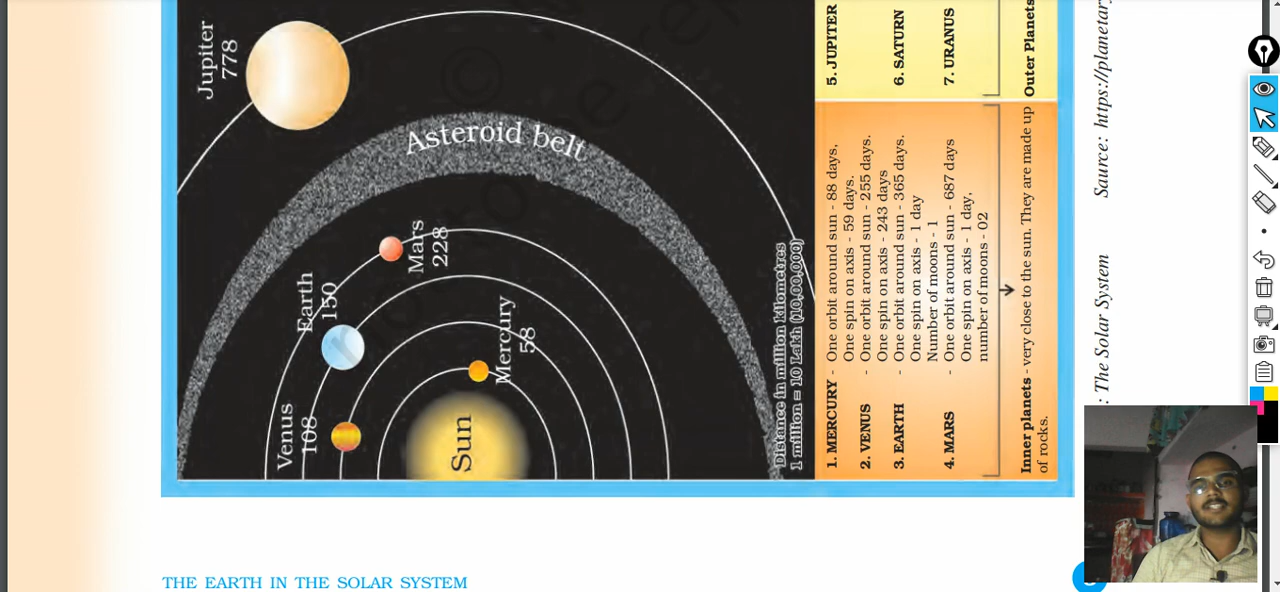 Jupiter
778
Asteroid belt
Mars
228
Earth
150
Venus
108
Mercury
58
Sun
Distance in million kilometres
1 million = 10 Lakh (10,00,000)
1. MERCURY - One orbit around sun - 88 days,
One spin on axis - 59 days.
2. VENUS - One orbit around sun - 255 days.
One spin on axis - 243 days
3. EARTH - One orbit around sun - 365 days.
One spin on axis - 1 day
Number of moons - 1
4. MARS - One orbit around sun - 687 days
One spin on axis - 1 day,
number of moons - 02
Inner planets - very close to the sun. They are made up
of rocks.
5. JUPITER
6. SATURN
7. URANUS
Outer Planets
: The Solar System Saurce: https://planetary
THE EARTH IN THE SOLAR SYSTEM